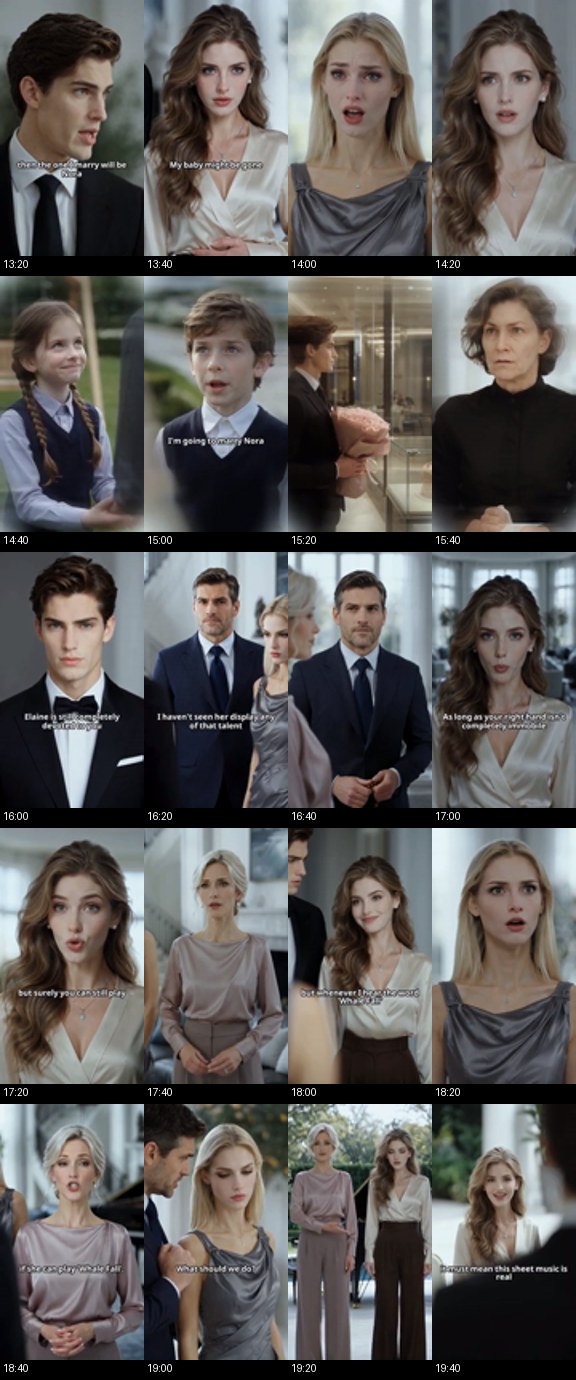 then the one I marry will be
Nora
My baby might be gone
13:20
13:40
14:00
14:20
I'm going to marry Nora
14:40
15:00
15:20
15:40
Elaine is still completely
devoted to you
I haven't seen her display any
of that talent
As long as your right hand isn't
completely immobile
16:00
16:20
16:40
17:00
but surely you can still play
but whenever I hear the word
'Whale Fall'
17:20
17:40
18:00
18:20
if she can play 'Whale Fall'
What should we do?
it must mean this sheet music is
real
18:40
19:00
19:20
19:40